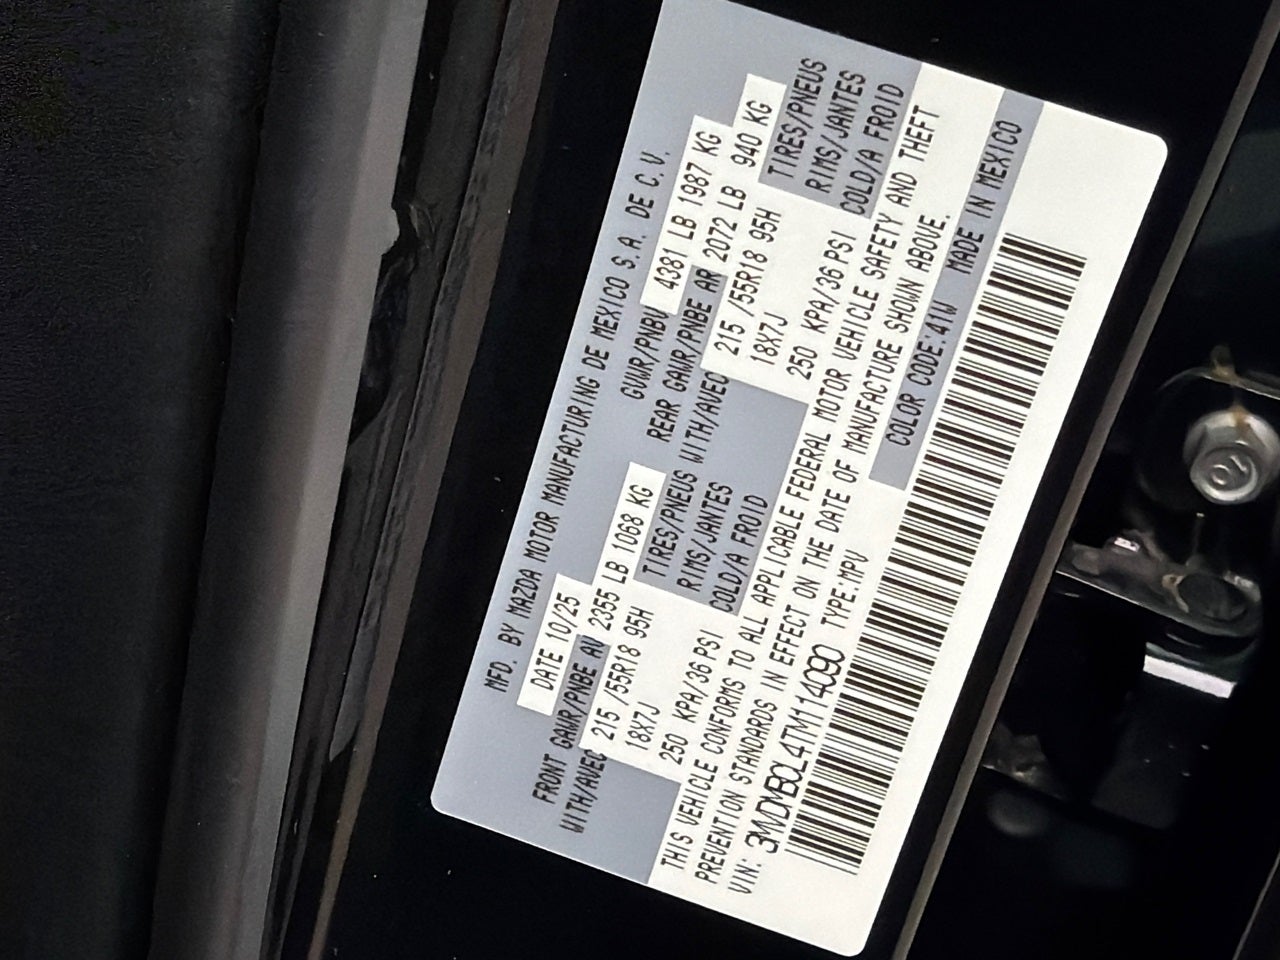 MFD. BY MAZDA MOTOR MANUFACTURING DE MEXICO S.A. DE C.V.
DATE 10/25 GVWR/PNBV 4381 LB 1987 KG
FRONT GAWR/PNBE AV 2355 LB 1068 KG REAR GAWR/PNBE AR 2072 LB 940 KG
WITH/AVEC 215 /55R18 95H TIRES/PNEUS WITH/AVEC 215 /55R18 95H TIRES/PNEUS
18X7J RIMS/JANTES 18X7J RIMS/JANTES
250 KPA/36 PSI COLD/A FROID 250 KPA/36 PSI COLD/A FROID
THIS VEHICLE CONFORMS TO ALL APPLICABLE FEDERAL MOTOR VEHICLE SAFETY AND THEFT
PREVENTION STANDARDS IN EFFECT ON THE DATE OF MANUFACTURE SHOWN ABOVE.
VIN: 3MVDMBCL4TM114090 TYPE:MPV COLOR CODE:41W MADE IN MEXICO